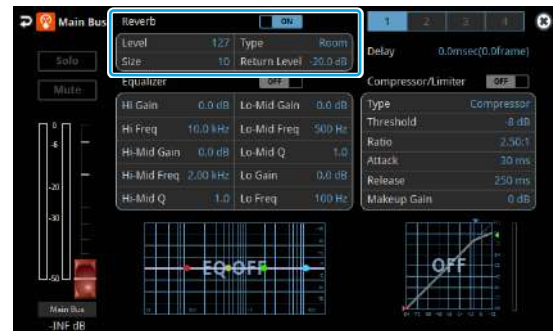 Main Bus
Reverb ON
1 2 3 4
Level 127 Type Room
Size 10 Return Level -20.0 dB
Delay 0.0msec(0.0frame)
Solo
Mute
Equalizer OFF
Compressor/Limiter OFF
Hi Gain 0.0 dB Lo-Mid Gain 0.0 dB
Hi Freq 10.0 kHz Lo-Mid Freq 500 Hz
Hi-Mid Gain 0.0 dB Lo-Mid Q 1.0
Hi-Mid Freq 2.00 kHz Lo Gain 0.0 dB
Hi-Mid Q 1.0 Lo Freq 100 Hz
Type Compressor
Threshold -8 dB
Ratio 2.50:1
Attack 30 ms
Release 250 ms
Makeup Gain 0 dB
0
-6
-20
-30
-50
EQ OFF
OFF
Main Bus
-INF dB